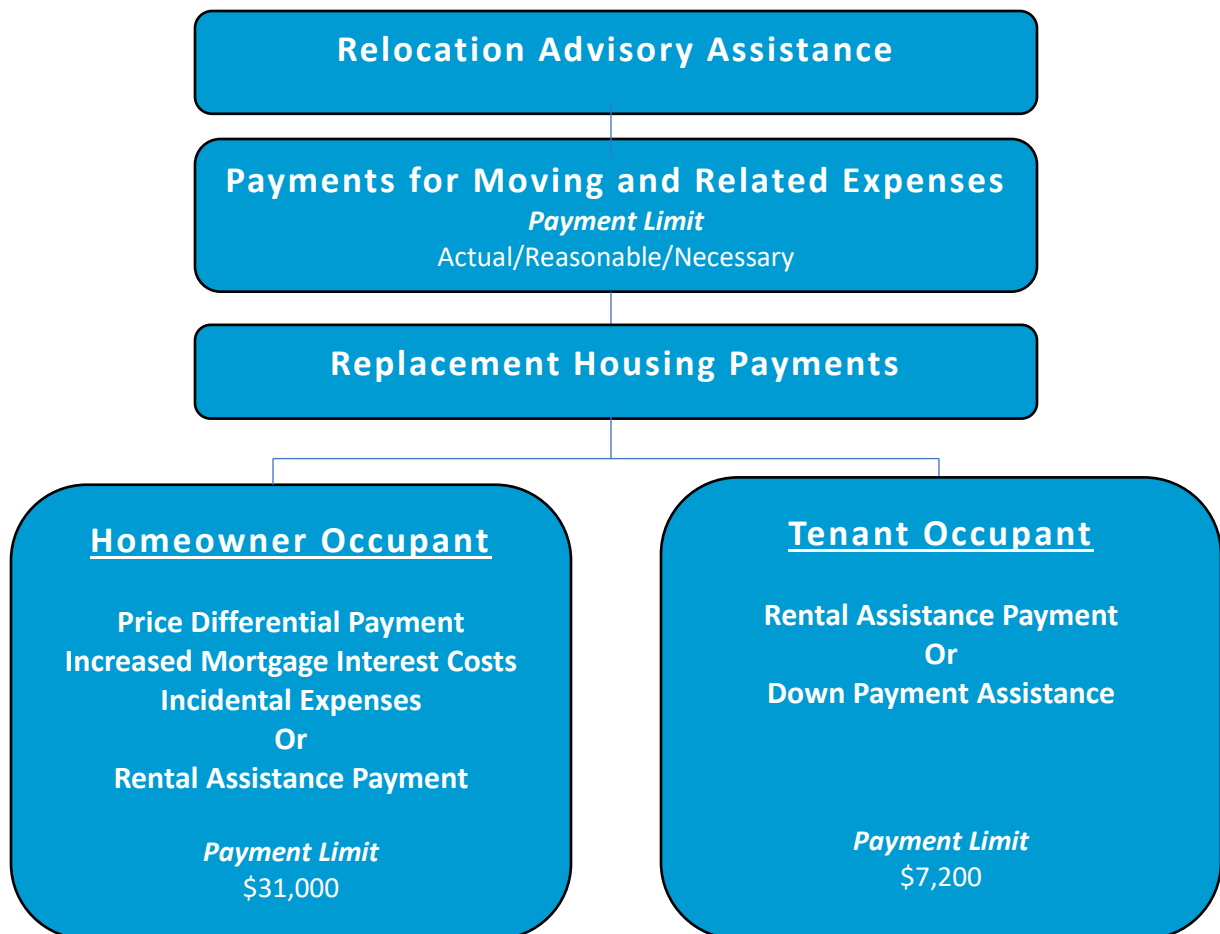 Relocation Advisory Assistance
Payments for Moving and Related Expenses
Payment Limit
Actual/Reasonable/Necessary
Replacement Housing Payments
Homeowner Occupant
Price Differential Payment
Increased Mortgage Interest Costs
Incidental Expenses
Or
Rental Assistance Payment
Payment Limit
$31,000
Tenant Occupant
Rental Assistance Payment
Or
Down Payment Assistance
Payment Limit
$7,200